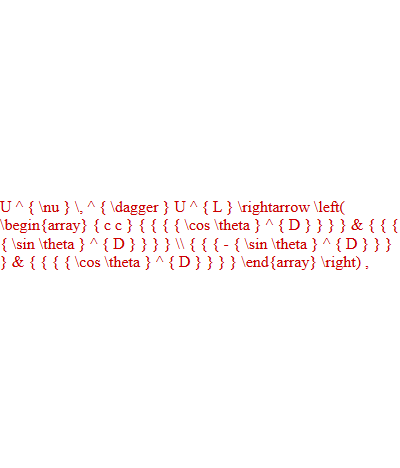 U ^ { \nu } \, ^ { \dagger } U ^ { L } \rightarrow \left(
\begin{array} { c c } { { { { \cos \theta } ^ { D } } } } & { { {
{ \sin \theta } ^ { D } } } } \\ { { { - { \sin \theta } ^ { D } } }
} & { { { { \cos \theta } ^ { D } } } } \end{array} \right) ,